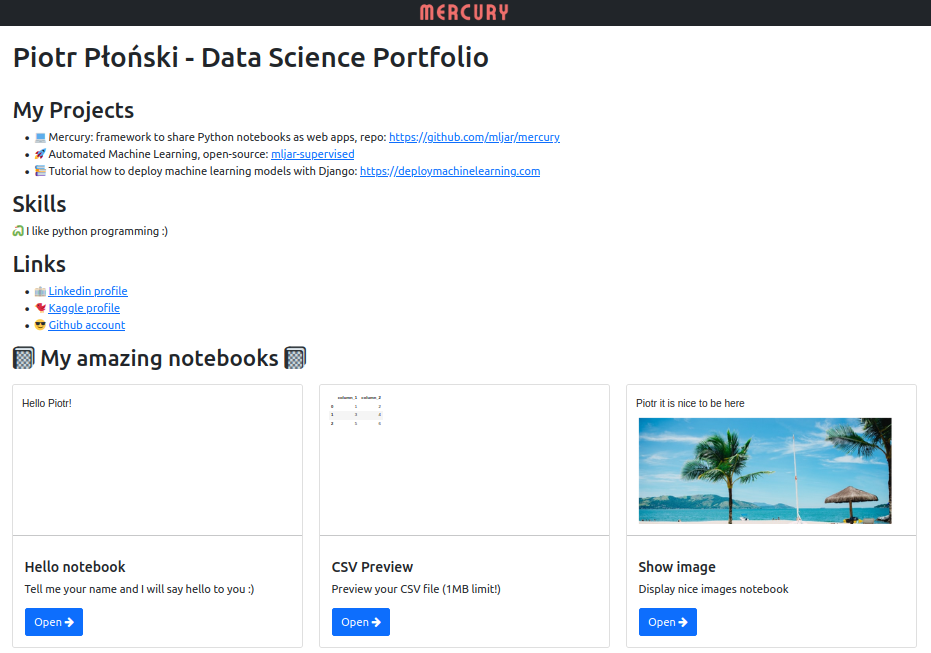 MERCURY
Piotr Płoński - Data Science Portfolio
My Projects
Mercury: framework to share Python notebooks as web apps, repo: https://github.com/mljar/mercury
Automated Machine Learning, open-source: mljar-supervised
Tutorial how to deploy machine learning models with Django: https://deploymachinelearning.com
Skills
I like python programming :)
Links
Linkedin profile
Kaggle profile
Github account
My amazing notebooks
Hello Piotr!
Hello notebook
Tell me your name and I will say hello to you :)
Open
column_1 column_2
0 1 2
1 3 4
2 5 6
CSV Preview
Preview your CSV file (1MB limit!)
Open
Piotr it is nice to be here
Show image
Display nice images notebook
Open